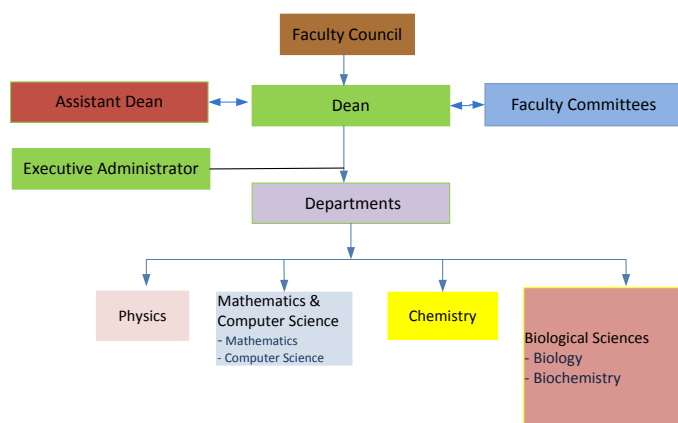 Faculty Council
Assistant Dean
Dean
Faculty Committees
Executive Administrator
Departments
Physics
Mathematics &
Computer Science
- Mathematics
- Computer Science
Chemistry
Biological Sciences
- Biology
- Biochemistry